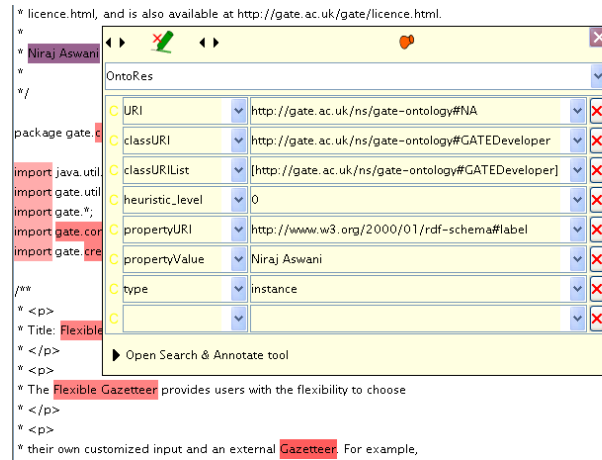 * licence.html, and is also available at http://gate.ac.uk/gate/licence.html.
*
* Niraj Aswani
*
*/
package gate.c
import java.util.
import gate.util
import gate.*;
import gate.cor
import gate.cre
/**
* <p>
* Title: Flexible
* </p>
* <p>
* The Flexible Gazetteer provides users with the flexibility to choose
* </p>
* <p>
* their own customized input and an external Gazetteer. For example,
OntoRes
C URI http://gate.ac.uk/ns/gate-ontology#NA
C classURI http://gate.ac.uk/ns/gate-ontology#GATEDeveloper
C classURIList [http://gate.ac.uk/ns/gate-ontology#GATEDeveloper]
C heuristic_level 0
C propertyURI http://www.w3.org/2000/01/rdf-schema#label
C propertyValue Niraj Aswani
C type instance
C
Open Search & Annotate tool